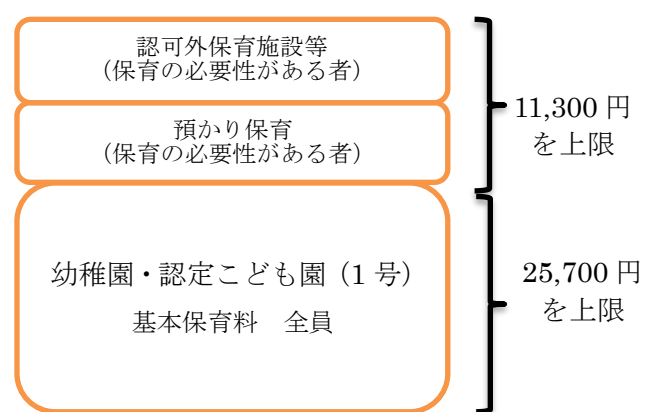 認可外保育施設等
（保育の必要性がある者）
預かり保育
（保育の必要性がある者）
11,300 円
を上限
幼稚園・認定こども園（1 号）
基本保育料　全員
25,700 円
を上限